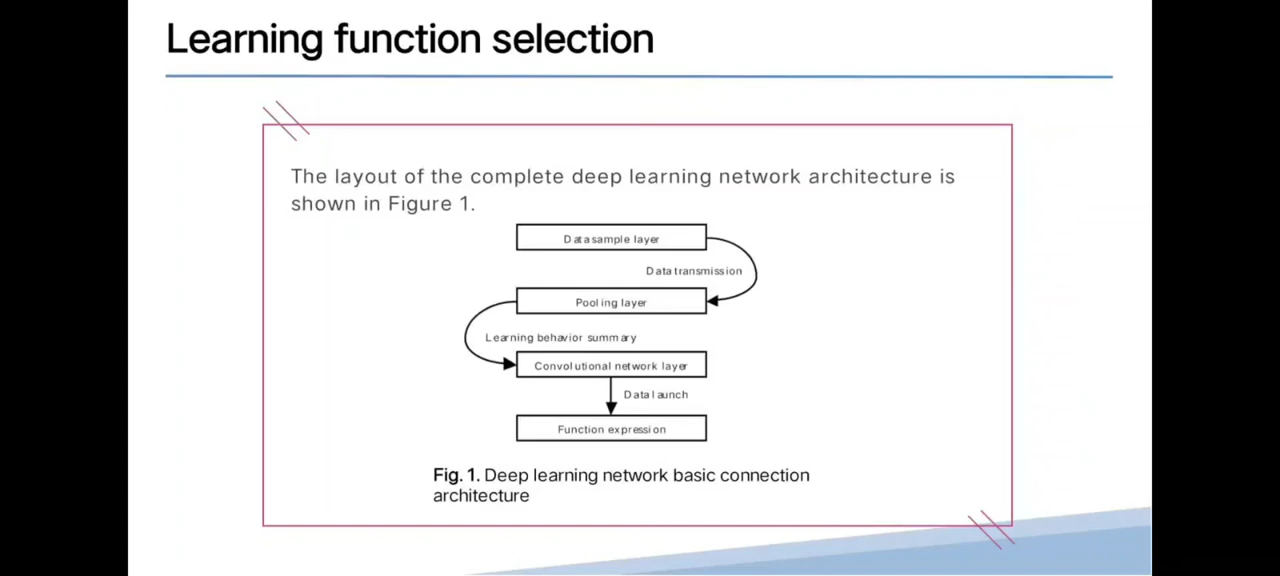 Learning function selection
The layout of the complete deep learning network architecture is
shown in Figure 1.
Data sample layer
Data transmission
Pooling layer
Learning behavior summary
Convolutional network layer
Data launch
Function expression
Fig. 1. Deep learning network basic connection
architecture